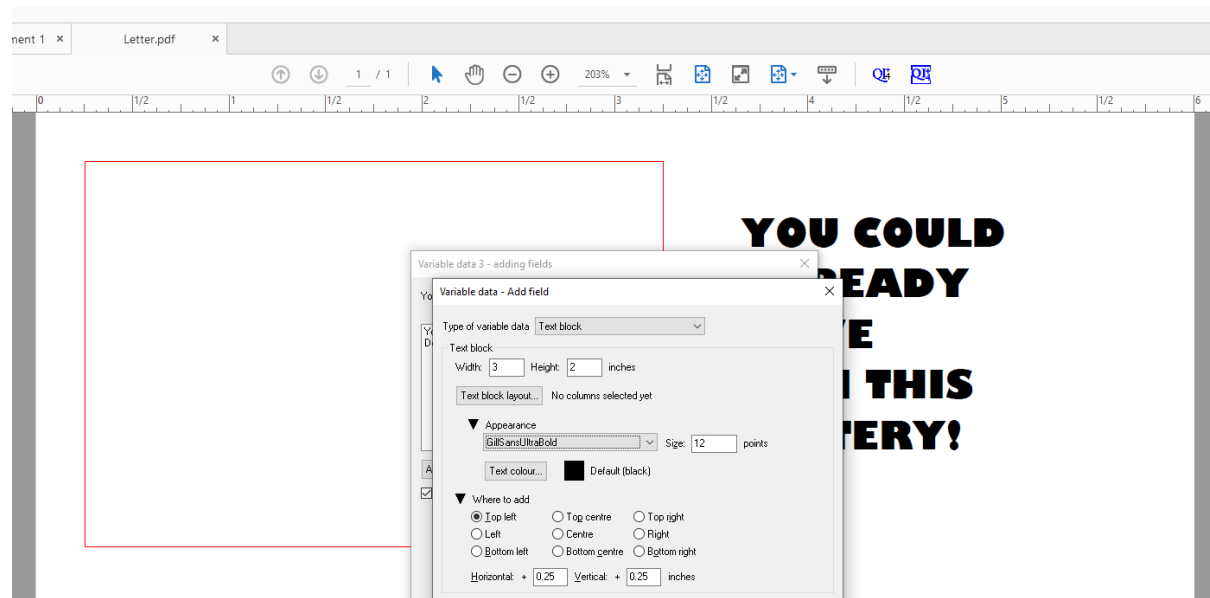 ment 1 × Letter.pdf ×
1 / 1 203%
0 1/2 1 1/2 2 1/2 3 1/2 4 1/2 5 1/2 6
YOU COULD
Variable data 3 - adding fields
EADY
Variable data - Add field
Yo
Type of variable data Text block
Yo
D
Text block
E
Width: 3 Height: 2 inches
THIS
Text block layout... No columns selected yet
Appearance
TERY!
GillSansUltraBold Size: 12 points
A
Text colour... Default (black)
Where to add
Top left Top centre Top right
Left Centre Right
Bottom left Bottom centre Bottom right
Horizontal: + 0.25 Vertical: + 0.25 inches